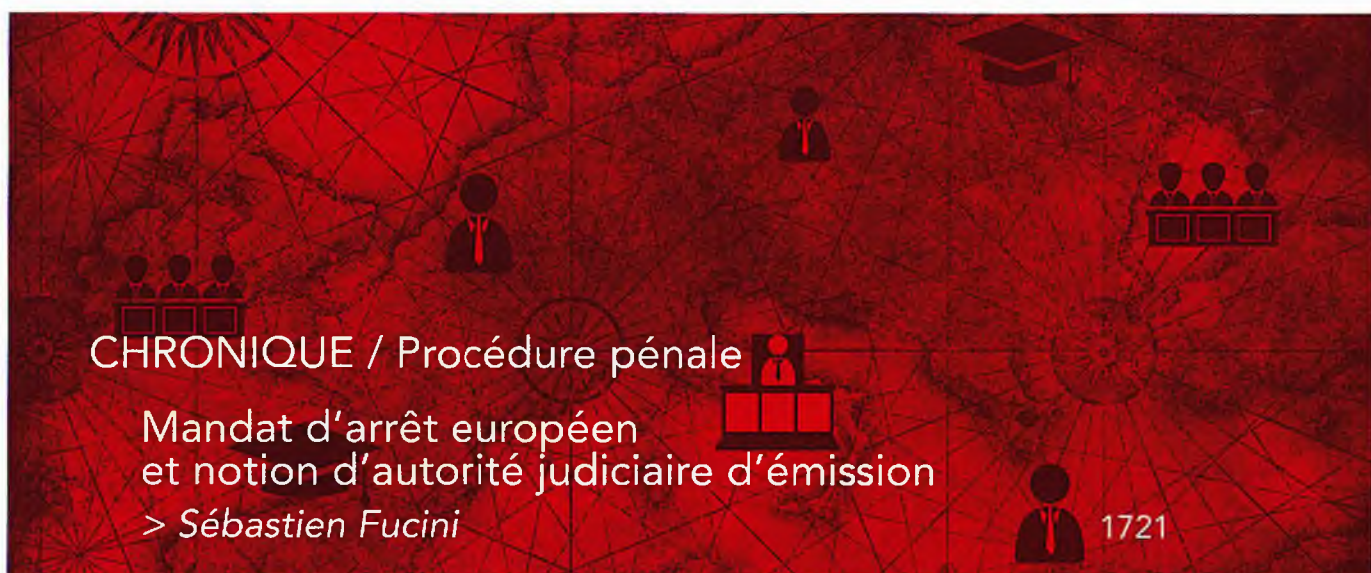 CHRONIQUE / Procédure pénale
Mandat d'arrêt européen
et notion d'autorité judiciaire d'émission
> Sébastien Fucini
1721